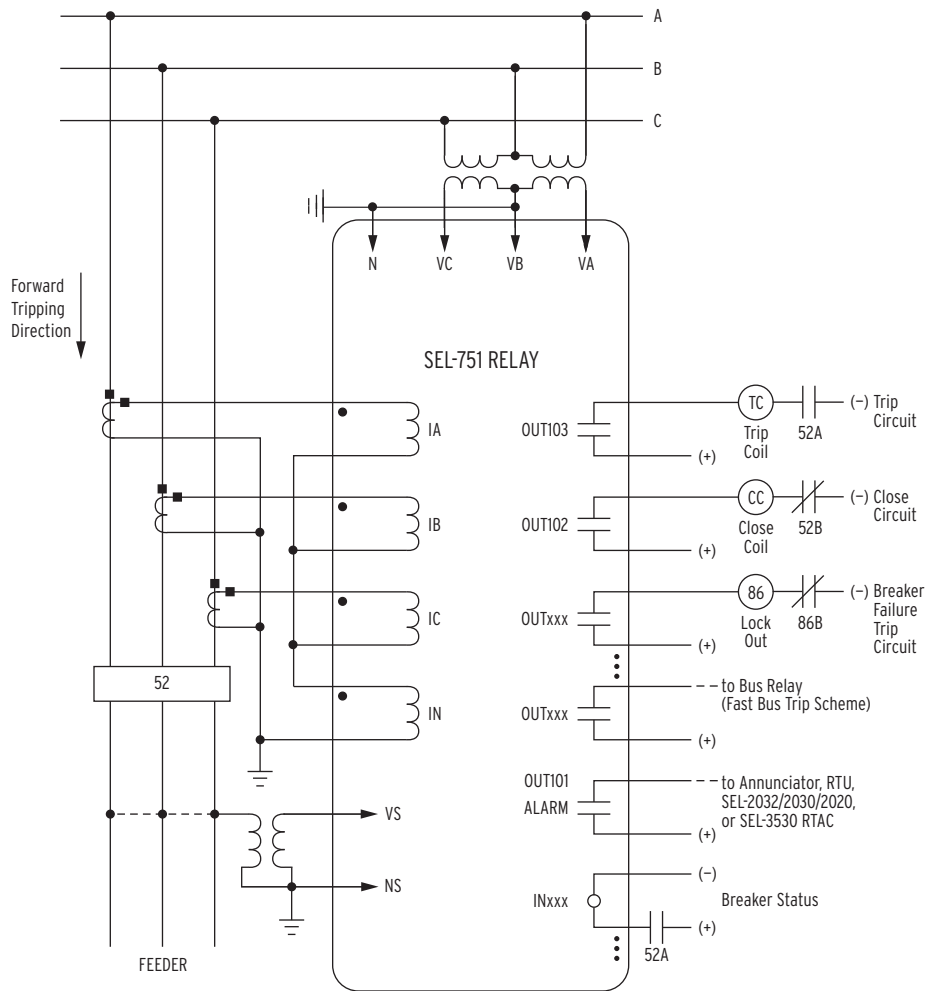 A
B
C
N
VC
VB
VA
Forward
Tripping
Direction
SEL-751 RELAY
IA
OUT103
TC
Trip
Coil
52A
(–) Trip
Circuit
(+)
IB
OUT102
CC
Close
Coil
52B
(–) Close
Circuit
(+)
IC
OUTxxx
86
Lock
Out
86B
(–) Breaker
Failure
Trip
Circuit
(+)
52
IN
OUTxxx
to Bus Relay
(Fast Bus Trip Scheme)
(+)
OUT101
ALARM
to Annunciator, RTU,
SEL-2032/2030/2020,
or SEL-3530 RTAC
(+)
VS
NS
INxxx
(–)
Breaker Status
(+)
52A
FEEDER